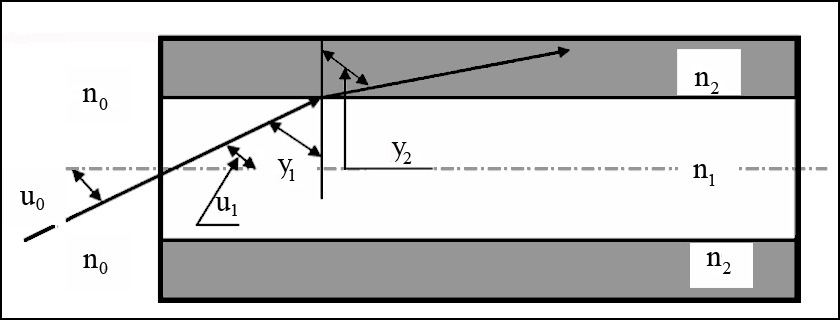 n₀
n₂
y₁
y₂
n₁
u₀
u₁
n₀
n₂